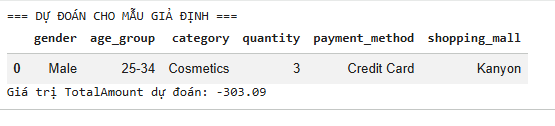 === DỰ ĐOÁN CHO MẪU GIẢ ĐỊNH ===
gender age_group category quantity payment_method shopping_mall
0 Male 25-34 Cosmetics 3 Credit Card Kanyon
Giá trị TotalAmount dự đoán: -303.09